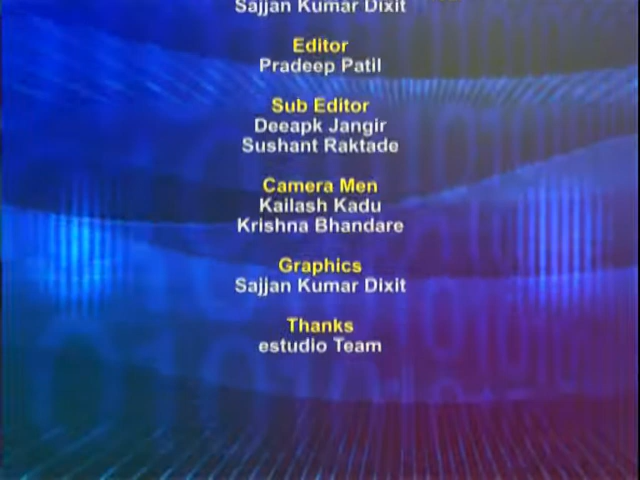 Sajjan Kumar Dixit
Editor
Pradeep Patil
Sub Editor
Deeapk Jangir
Sushant Raktade
Camera Men
Kailash Kadu
Krishna Bhandare
Graphics
Sajjan Kumar Dixit
Thanks
estudio Team